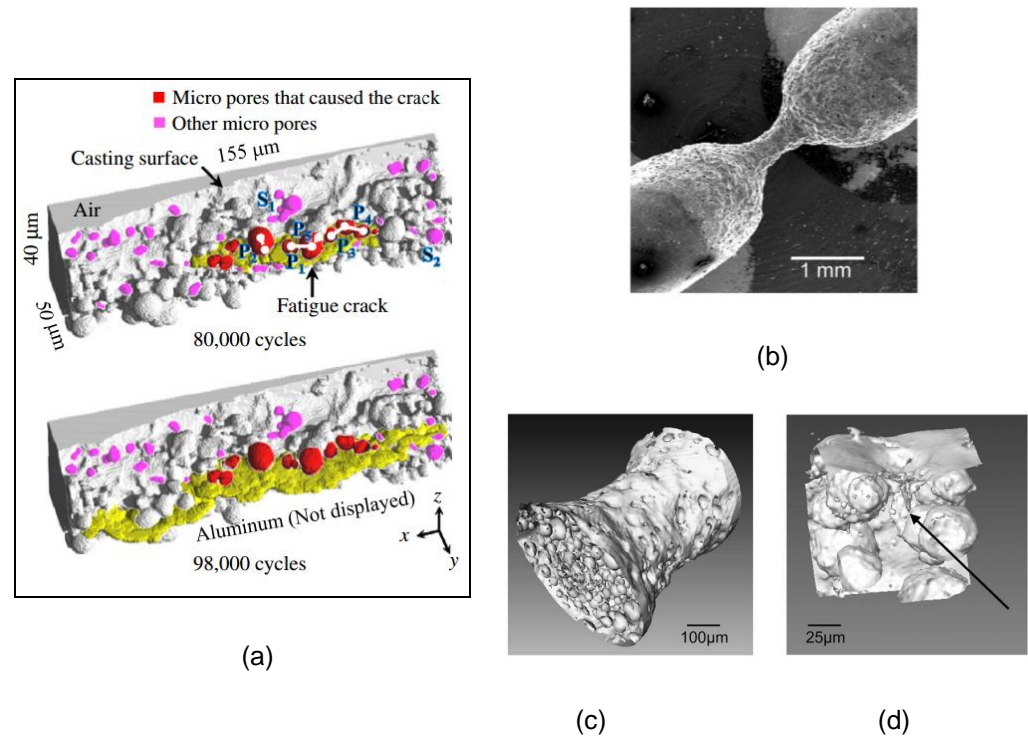 Micro pores that caused the crack
Other micro pores
Casting surface
155 μm
Air
S1
P4
P5
40 μm
P2
P1
P3
S2
50 μm
Fatigue crack
80,000 cycles
Aluminum (Not displayed)
z
x
y
98,000 cycles
(a)
1 mm
(b)
100μm
25μm
(c)
(d)